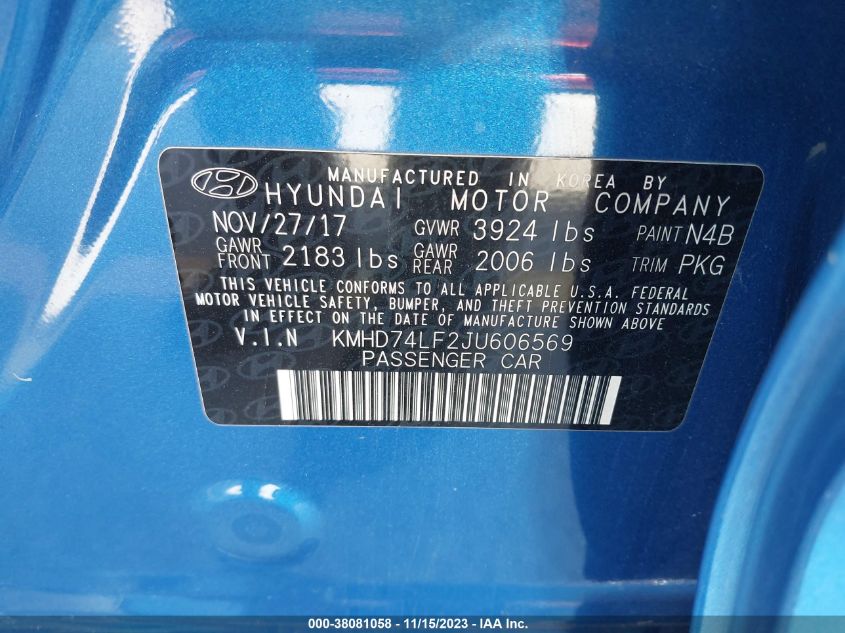 MANUFACTURED IN KOREA BY
HYUNDAI MOTOR COMPANY
NOV/27/17 GVWR 3924 lbs PAINT N4B
GAWR FRONT 2183 lbs GAWR REAR 2006 lbs TRIM PKG
THIS VEHICLE CONFORMS TO ALL APPLICABLE U.S.A. FEDERAL
MOTOR VEHICLE SAFETY, BUMPER, AND THEFT PREVENTION STANDARDS
IN EFFECT ON THE DATE OF MANUFACTURE SHOWN ABOVE.
V.I.N KMHD74LF2JU606569
PASSENGER CAR
000-38081058 - 11/15/2023 - IAA Inc.